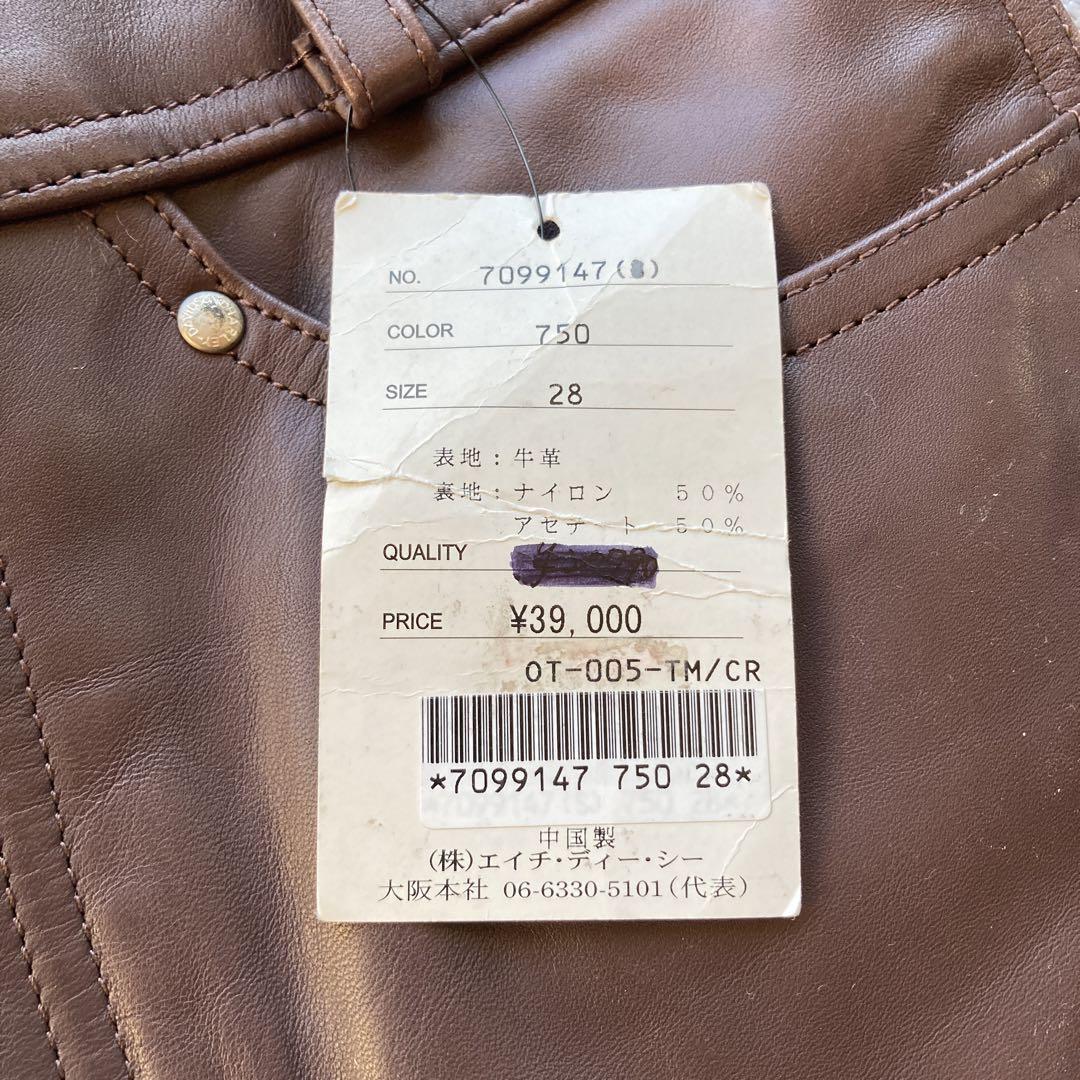 NO. 7099147
COLOR 750
SIZE 28
表地：牛革
裏地：ナイロン 50%
アセテート 50%
QUALITY
PRICE ¥39,000
OT-005-TM/CR
*7099147 750 28*
中国製
(株)エイチ・ディー・シー
大阪本社 06-6330-5101(代表)